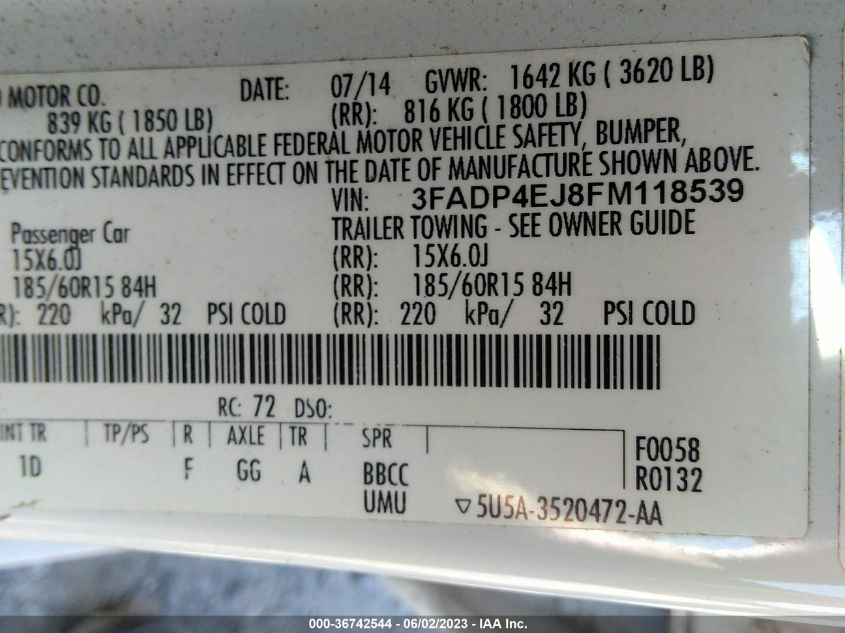 MOTOR CO. DATE: 07/14 GVWR: 1642 KG ( 3620 LB)
839 KG ( 1850 LB) (RR): 816 KG ( 1800 LB)
CONFORMS TO ALL APPLICABLE FEDERAL MOTOR VEHICLE SAFETY, BUMPER,
EVENTION STANDARDS IN EFFECT ON THE DATE OF MANUFACTURE SHOWN ABOVE.
VIN: 3FADP4EJ8FM118539
Passenger Car TRAILER TOWING - SEE OWNER GUIDE
15X6.0J (RR): 15X6.0J
185/60R15 84H (RR): 185/60R15 84H
R): 220 kPa/ 32 PSI COLD (RR): 220 kPa/ 32 PSI COLD
RC: 72 DSO:
INT TR TP/PS R AXLE TR SPR F0058
1D F GG A BBCC R0132
UMU ▽5U5A-3520472-AA
000-36742544 - 06/02/2023 - IAA Inc.